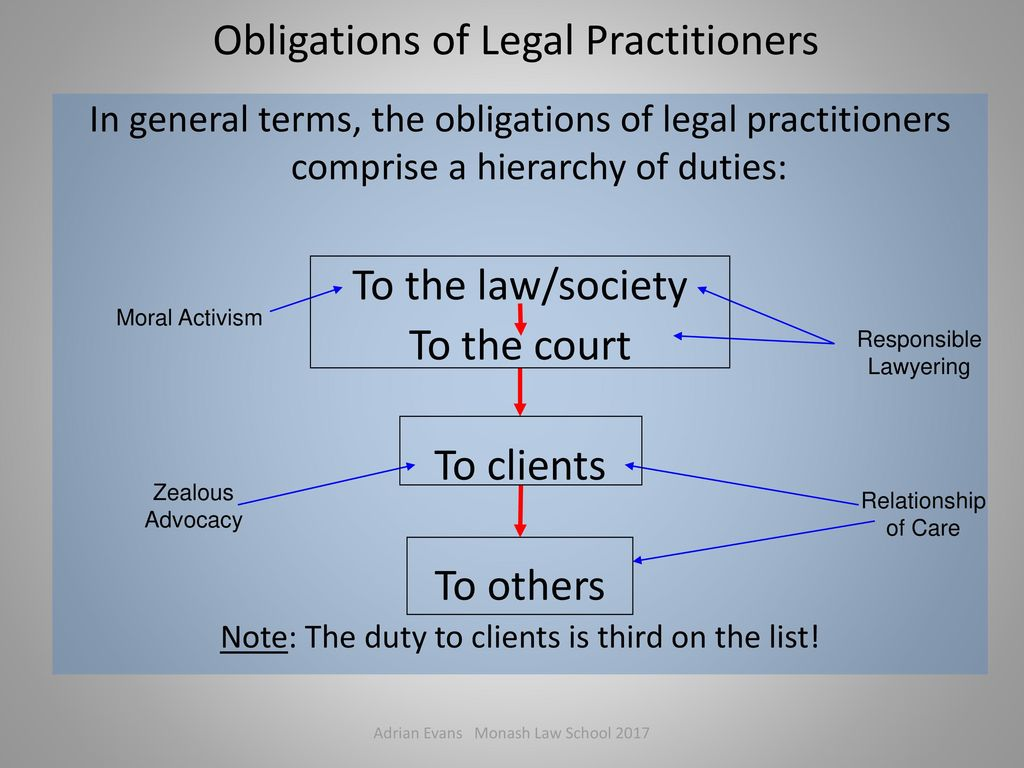 Obligations of Legal Practitioners
In general terms, the obligations of legal practitioners
comprise a hierarchy of duties:
To the law/society
Moral Activism
To the court
Responsible
Lawyering
To clients
Zealous
Advocacy
Relationship
of Care
To others
Note: The duty to clients is third on the list!
Adrian Evans Monash Law School 2017